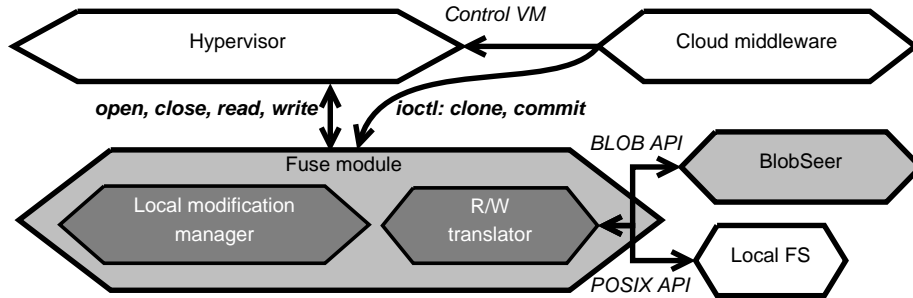 Control VM
Hypervisor
Cloud middleware
open, close, read, write
ioctl: clone, commit
BLOB API
Fuse module
BlobSeer
Local modification
manager
R/W
translator
Local FS
POSIX API